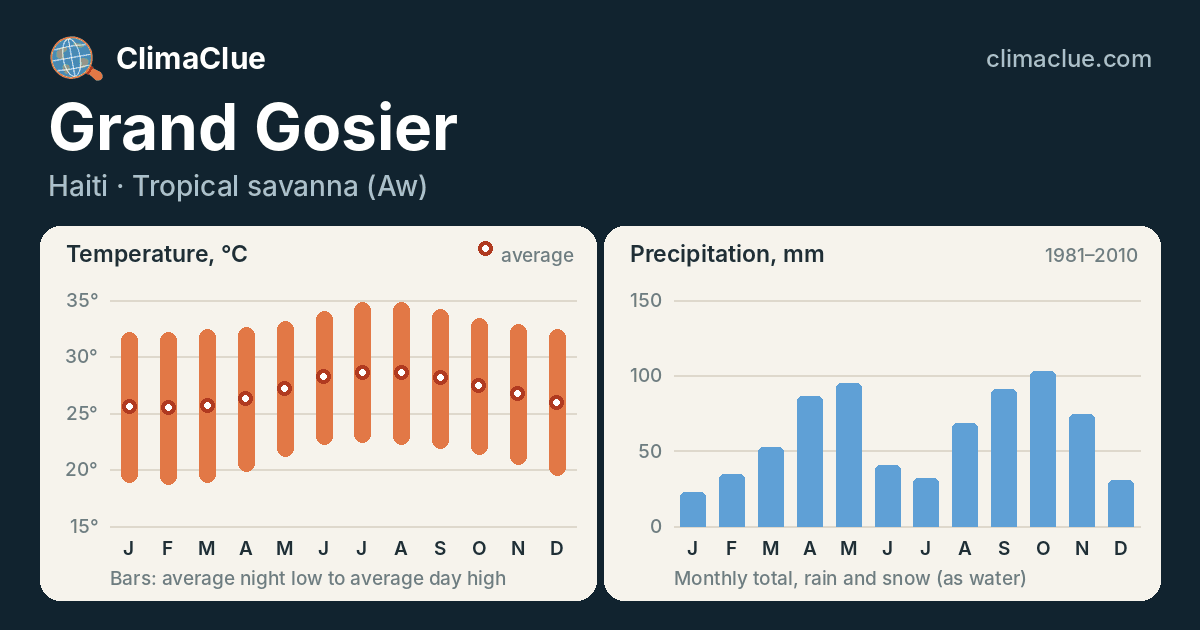 ClimaClue
climaclue.com
Grand Gosier
Haiti · Tropical savanna (Aw)
Temperature, °C
average
35°
30°
25°
20°
15°
J F M A M J J A S O N D
Bars: average night low to average day high
Precipitation, mm
1981–2010
150
100
50
0
J F M A M J J A S O N D
Monthly total, rain and snow (as water)